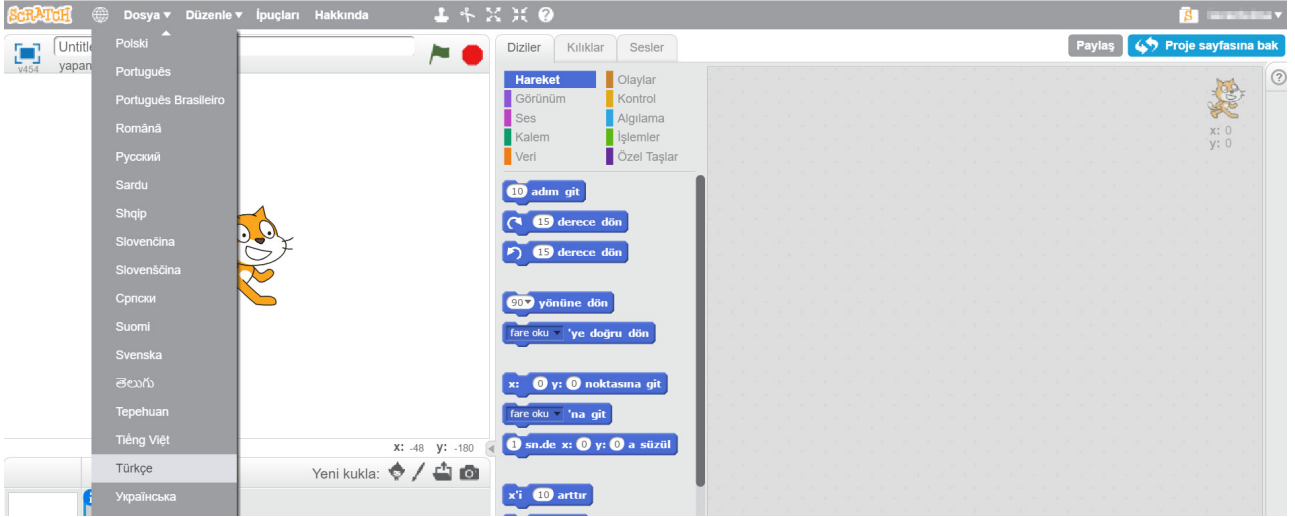 SCRATCH Dosya Düzenle İpuçları Hakkında
Paylaş Proje sayfasına bak
v454
Untitle
yapan
Polski
Português
Português Brasileiro
Română
Русский
Sardu
Shqip
Slovenčina
Slovenščina
Српски
Suomi
Svenska
తెలుగు
Tepehuan
Tiếng Việt
Türkçe
Українська
X: -48 y: -180
Yeni kukla:
Diziler Kılıklar Sesler
Hareket Olaylar
Görünüm Kontrol
Ses Algılama
Kalem İşlemler
Veri Özel Taşlar
10 adım git
15 derece dön
15 derece dön
90 yönüne dön
fare oku 'ye doğru dön
x: 0 y: 0 noktasına git
fare oku 'na git
1 sn.de x: 0 y: 0 a süzül
x'i 10 arttır
x: 0
y: 0
?